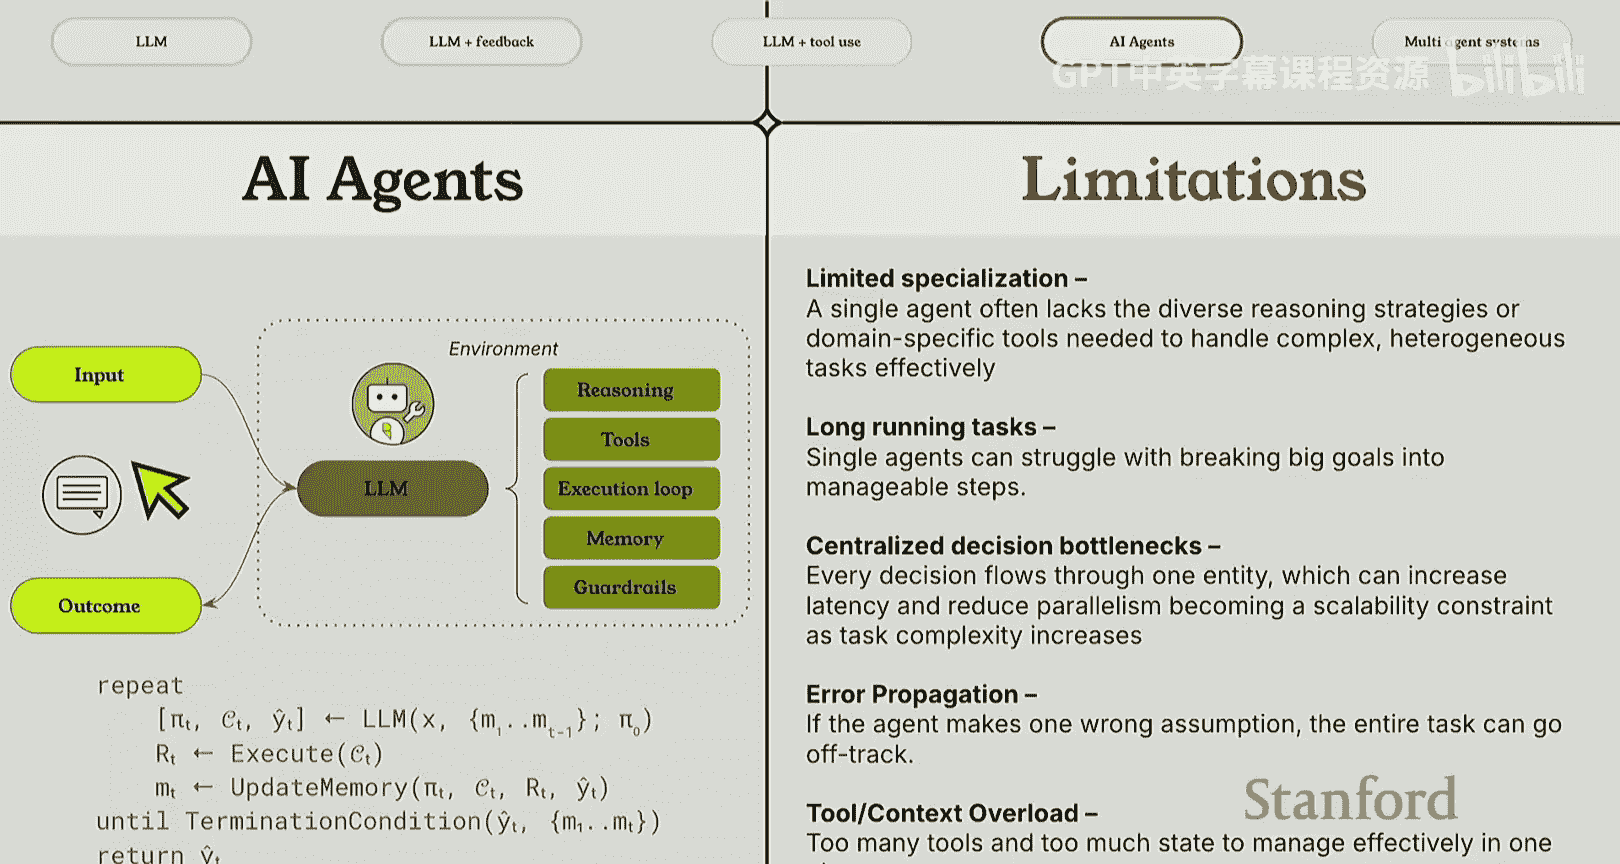 LLM
LLM + feedback
LLM + tool use
AI Agents
Multi agent systems
GPT中英字幕课程资源
bilibili
AI Agents
Input
Outcome
Environment
LLM
Reasoning
Tools
Execution loop
Memory
Guardrails
repeat
[πₜ, 𝒞ₜ, ŷₜ] ← LLM(x, {m₁..mₜ₋₁}; π₀)
Rₜ ← Execute(𝒞ₜ)
mₜ ← UpdateMemory(πₜ, 𝒞ₜ, Rₜ, ŷₜ)
until TerminationCondition(ŷₜ, {m₁..mₜ})
return ŷₜ
Limitations
Limited specialization –
A single agent often lacks the diverse reasoning strategies or
domain-specific tools needed to handle complex, heterogeneous
tasks effectively
Long running tasks –
Single agents can struggle with breaking big goals into
manageable steps.
Centralized decision bottlenecks –
Every decision flows through one entity, which can increase
latency and reduce parallelism becoming a scalability constraint
as task complexity increases
Error Propagation –
If the agent makes one wrong assumption, the entire task can go
off-track.
Tool/Context Overload –
Too many tools and too much state to manage effectively in one
Stanford